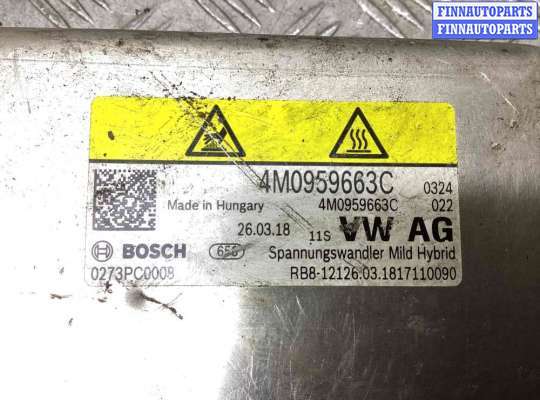 FINNAUTOPARTS
FINNAUTOPARTS
4M0959663C 0324
Made in Hungary 4M0959663C 022
26.03.18 11S VW AG
BOSCH 656 Spannungswandler Mild Hybrid
0273PC0008 RB8-12126.03.1817110090